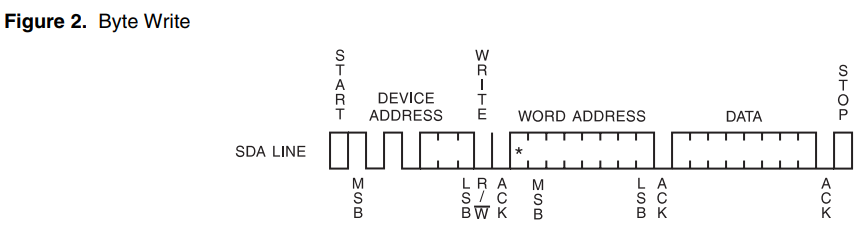 Figure 2. Byte Write
START
WRITE
STOP
DEVICE
ADDRESS
WORD ADDRESS
DATA
SDA LINE
*
MSB
LSB
R/W
ACK
MSB
LSB
ACK
ACK